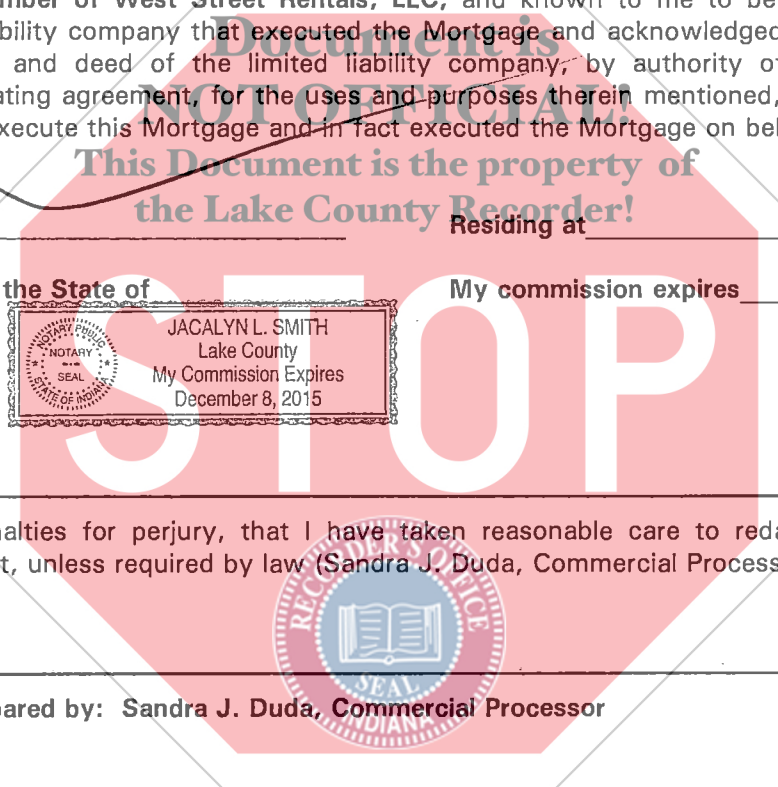 mber of West Street Rentals, LLC, and known to me to be
bility company that executed the Mortgage and acknowledged
Document is
and deed of the limited liability company, by authority of
ating agreement, for the uses and purposes therein mentioned,
NOT OFFICIAL!
xecute this Mortgage and in fact executed the Mortgage on bel
This Document is the property of
the Lake County Recorder!
Residing at
the State of
My commission expires
NOTARY PUBLIC
NOTARY
SEAL
STATE OF INDIANA
JACALYN L. SMITH
Lake County
My Commission Expires
December 8, 2015
STOP
nalties for perjury, that I have taken reasonable care to reda
t, unless required by law (Sandra J. Duda, Commercial Process
RECORDER'S OFFICE
SEAL
INDIANA
pared by: Sandra J. Duda, Commercial Processor